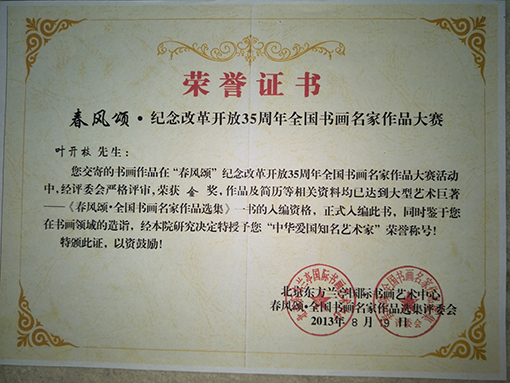 荣誉证书
春风颂·纪念改革开放35周年全国书画名家作品大赛
叶开枝 先生：
您交寄的书画作品在“春风颂”纪念改革开放35周年全国书画名家作品大赛活动
中，经评委会严格评审，荣获 金 奖，作品及简历等相关资料均已达到大型艺术巨著
——《春风颂·全国书画名家作品选集》一书的入编资格，正式入编此书，同时鉴于您
在书画领域的造诣，经本院研究决定特授予您“中华爱国知名艺术家”荣誉称号！
特颁此证，以资鼓励！
北京东方兰亭国际书画艺术中心
春风颂·全国书画名家作品选集评委会
2013年8月19日